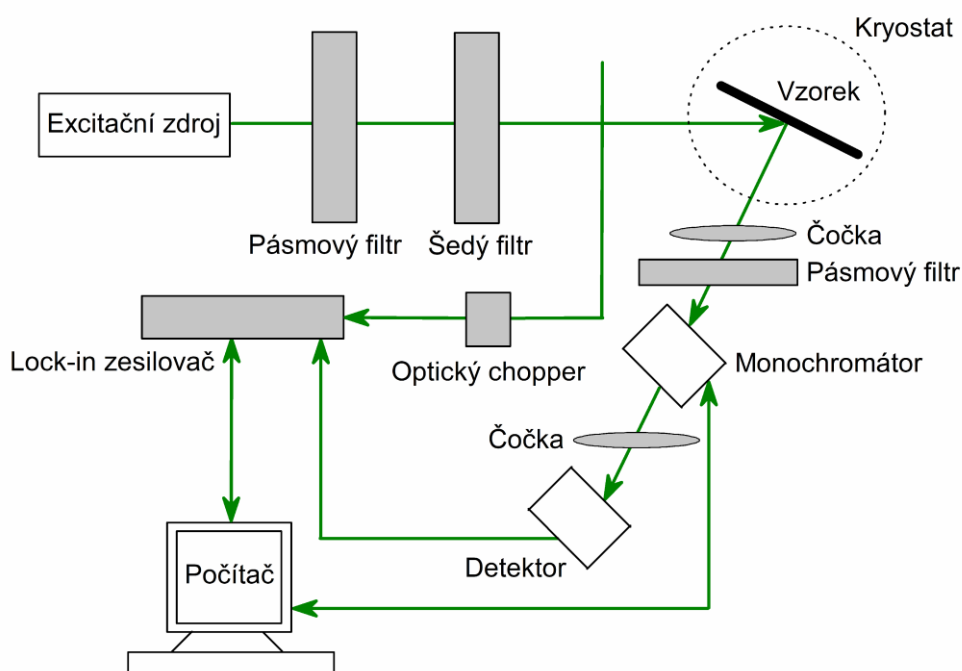 Kryostat
Vzorek
Excitační zdroj
Pásmový filtr
Šedý filtr
Čočka
Pásmový filtr
Lock-in zesilovač
Optický chopper
Monochromátor
Čočka
Detektor
Počítač